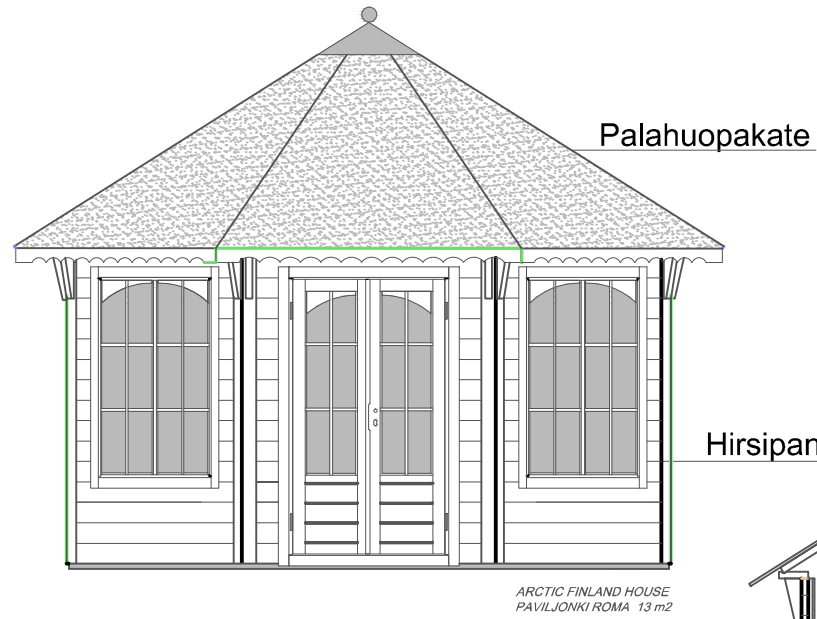 Palahuopakate
Hirsipan
ARCTIC FINLAND HOUSE
PAVILJONKI ROMA 13 m2